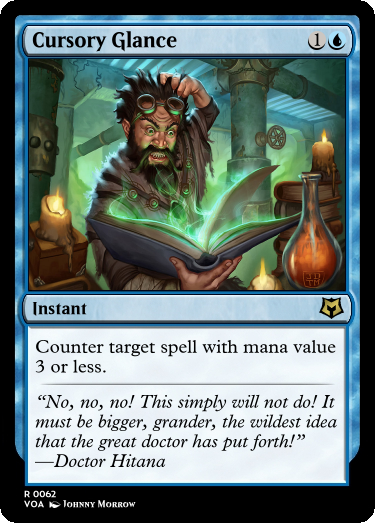 Cursory Glance 1
Instant
Counter target spell with mana value
3 or less.
“No, no, no! This simply will not do! It
must be bigger, grander, the wildest idea
that the great doctor has put forth!”
—Doctor Hitana
R 0062
VOA Johnny Morrow